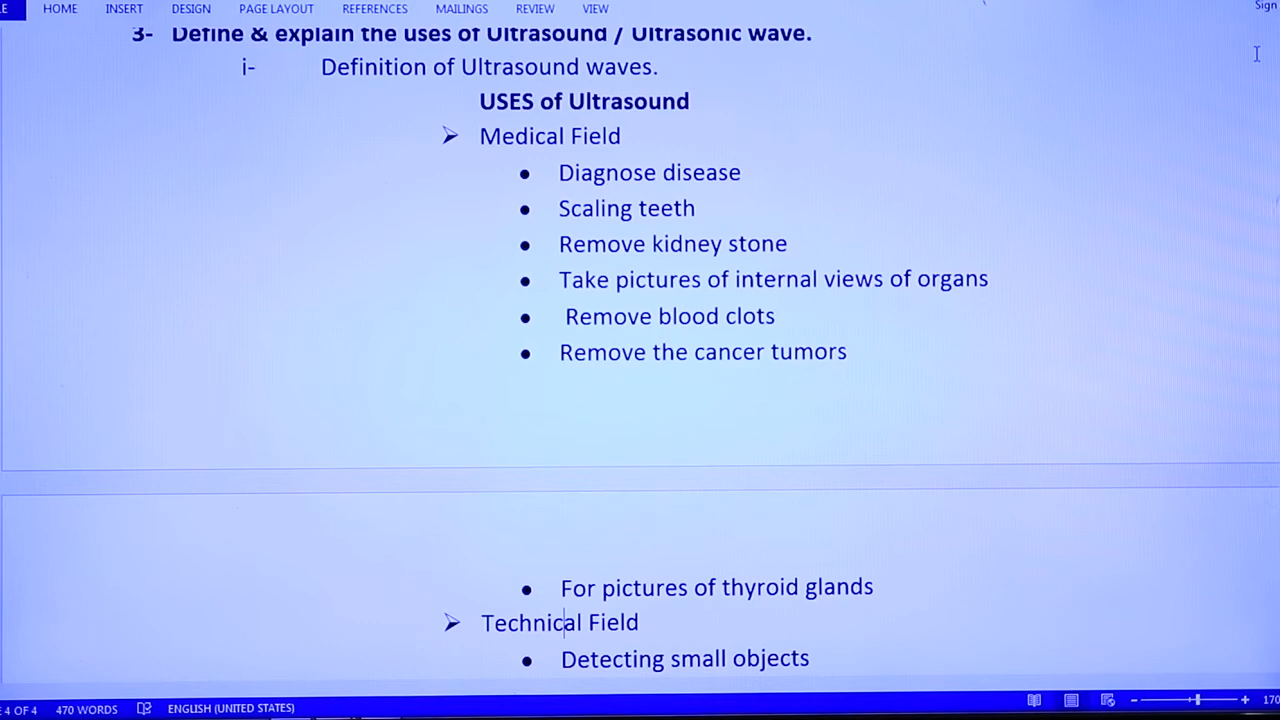 HOME INSERT DESIGN PAGE LAYOUT REFERENCES MAILINGS REVIEW VIEW Sign
3- Define & explain the uses of Ultrasound / Ultrasonic wave.
i- Definition of Ultrasound waves.
USES of Ultrasound
➢ Medical Field
• Diagnose disease
• Scaling teeth
• Remove kidney stone
• Take pictures of internal views of organs
• Remove blood clots
• Remove the cancer tumors
• For pictures of thyroid glands
➢ Technical Field
• Detecting small objects
4 OF 4 470 WORDS ENGLISH (UNITED STATES) 170